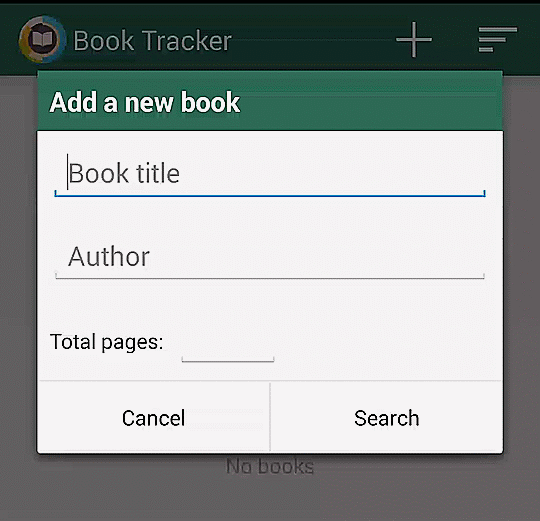 Book Tracker
Add a new book
Book title
Author
Total pages:
Cancel Search
No books